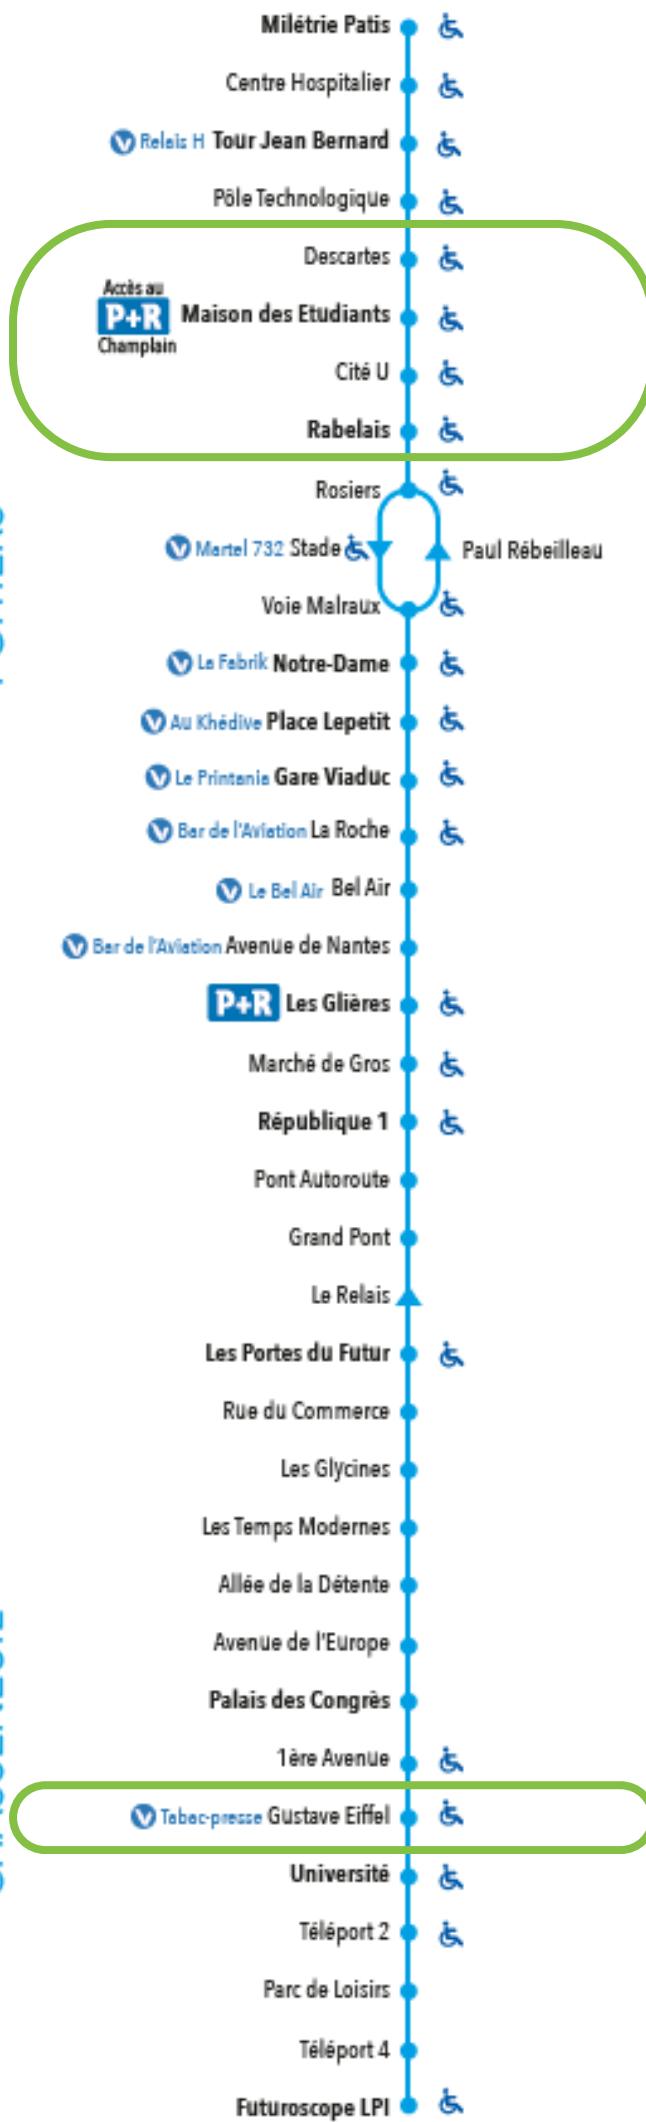 Milétrie Patis
Centre Hospitalier
Relais H Tour Jean Bernard
Pôle Technologique
Descartes
Accès au
P+R Maison des Etudiants
Champlain
Cité U
Rabelais
Rosiers
Martel 732 Stade
Paul Rébeilleau
Voie Malraux
La Fabrik Notre-Dame
Au Khédive Place Lepetit
Le Printania Gare Viaduc
Bar de l'Aviation La Roche
Le Bel Air Bel Air
Bar de l'Aviation Avenue de Nantes
P+R Les Glières
Marché de Gros
République 1
Pont Autoroute
Grand Pont
Le Relais
Les Portes du Futur
Rue du Commerce
Les Glycines
Les Temps Modernes
Allée de la Détente
Avenue de l'Europe
Palais des Congrès
1ère Avenue
Tabac-presse Gustave Eiffel
Université
Téléport 2
Parc de Loisirs
Téléport 4
Futuroscope LPI